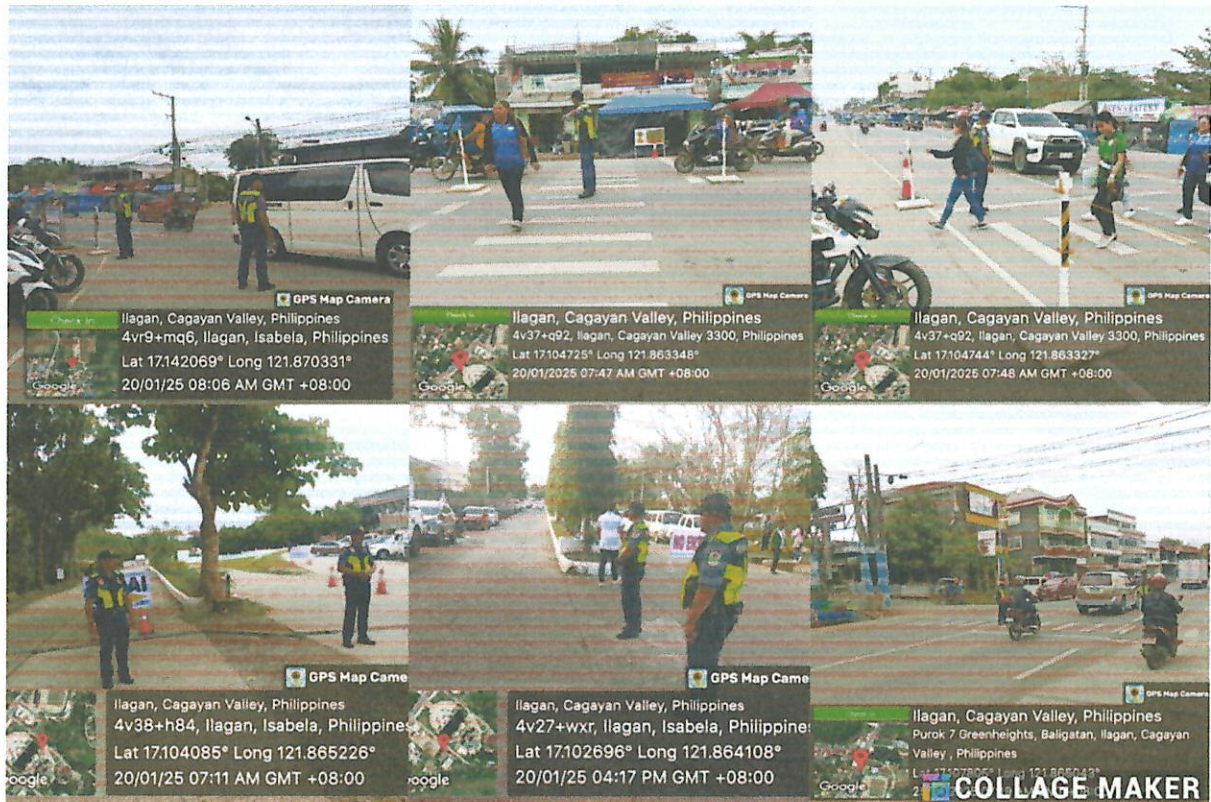 GPS Map Camera
Check In
Ilagan, Cagayan Valley, Philippines
4vr9+mq6, Ilagan, Isabela, Philippines
Lat 17.142069° Long 121.870331°
20/01/25 08:06 AM GMT +08:00
Google
GPS Map Camera
Check In
Ilagan, Cagayan Valley, Philippines
4v37+q92, Ilagan, Cagayan Valley 3300, Philippines
Lat 17.104725° Long 121.863348°
20/01/2025 07:47 AM GMT +08:00
Google
GPS Map Camera
Check In
Ilagan, Cagayan Valley, Philippines
4v37+q92, Ilagan, Cagayan Valley 3300, Philippines
Lat 17.104744° Long 121.863327°
20/01/2025 07:48 AM GMT +08:00
Google
GPS Map Came
Ilagan, Cagayan Valley, Philippines
4v38+h84, Ilagan, Isabela, Philippines
Lat 17.104085° Long 121.865226°
20/01/25 07:11 AM GMT +08:00
oogle
NO EN
GPS Map Came
Ilagan, Cagayan Valley, Philippines
4v27+wxr, Ilagan, Isabela, Philippines
Lat 17.102696° Long 121.864108°
20/01/25 04:17 PM GMT +08:00
oogle
GPS Map Camera
Ilagan, Cagayan Valley, Philippines
Purok 7 Greenheights, Baligatan, Ilagan, Cagayan
Valley, Philippines
Google
COLLAGE MAKER